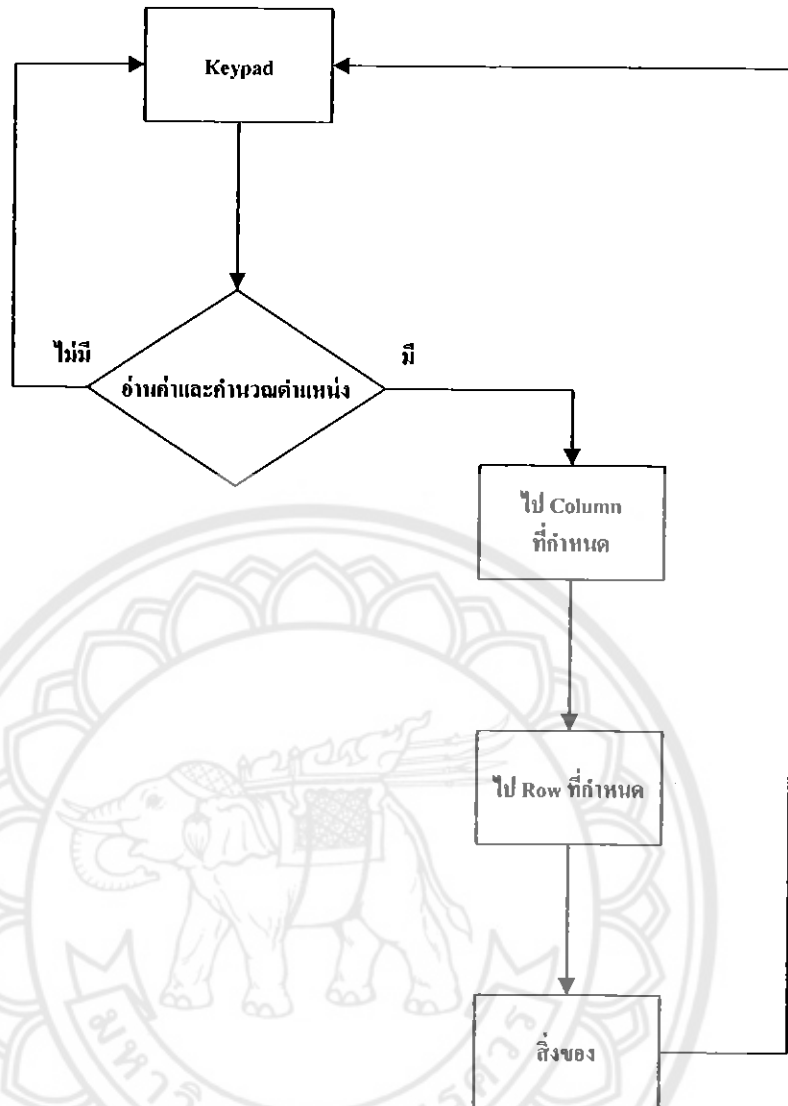 Keypad
ไม่มี
มี
อ่านค่าและคำนวณตำแหน่ง
ไป Column
ที่กำหนด
ไป Row ที่กำหนด
สิ่งของ